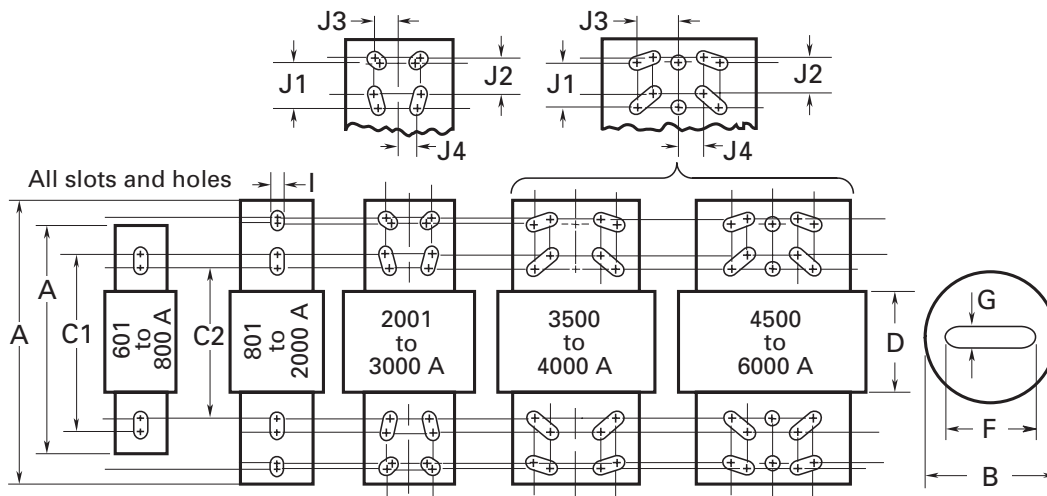 J3
J1
J2
J4
J3
J1
J2
J4
All slots and holes
I
A
A
C1
601
to
800 A
C2
801
to
2000 A
2001
to
3000 A
3500
to
4000 A
4500
to
6000 A
D
G
F
B